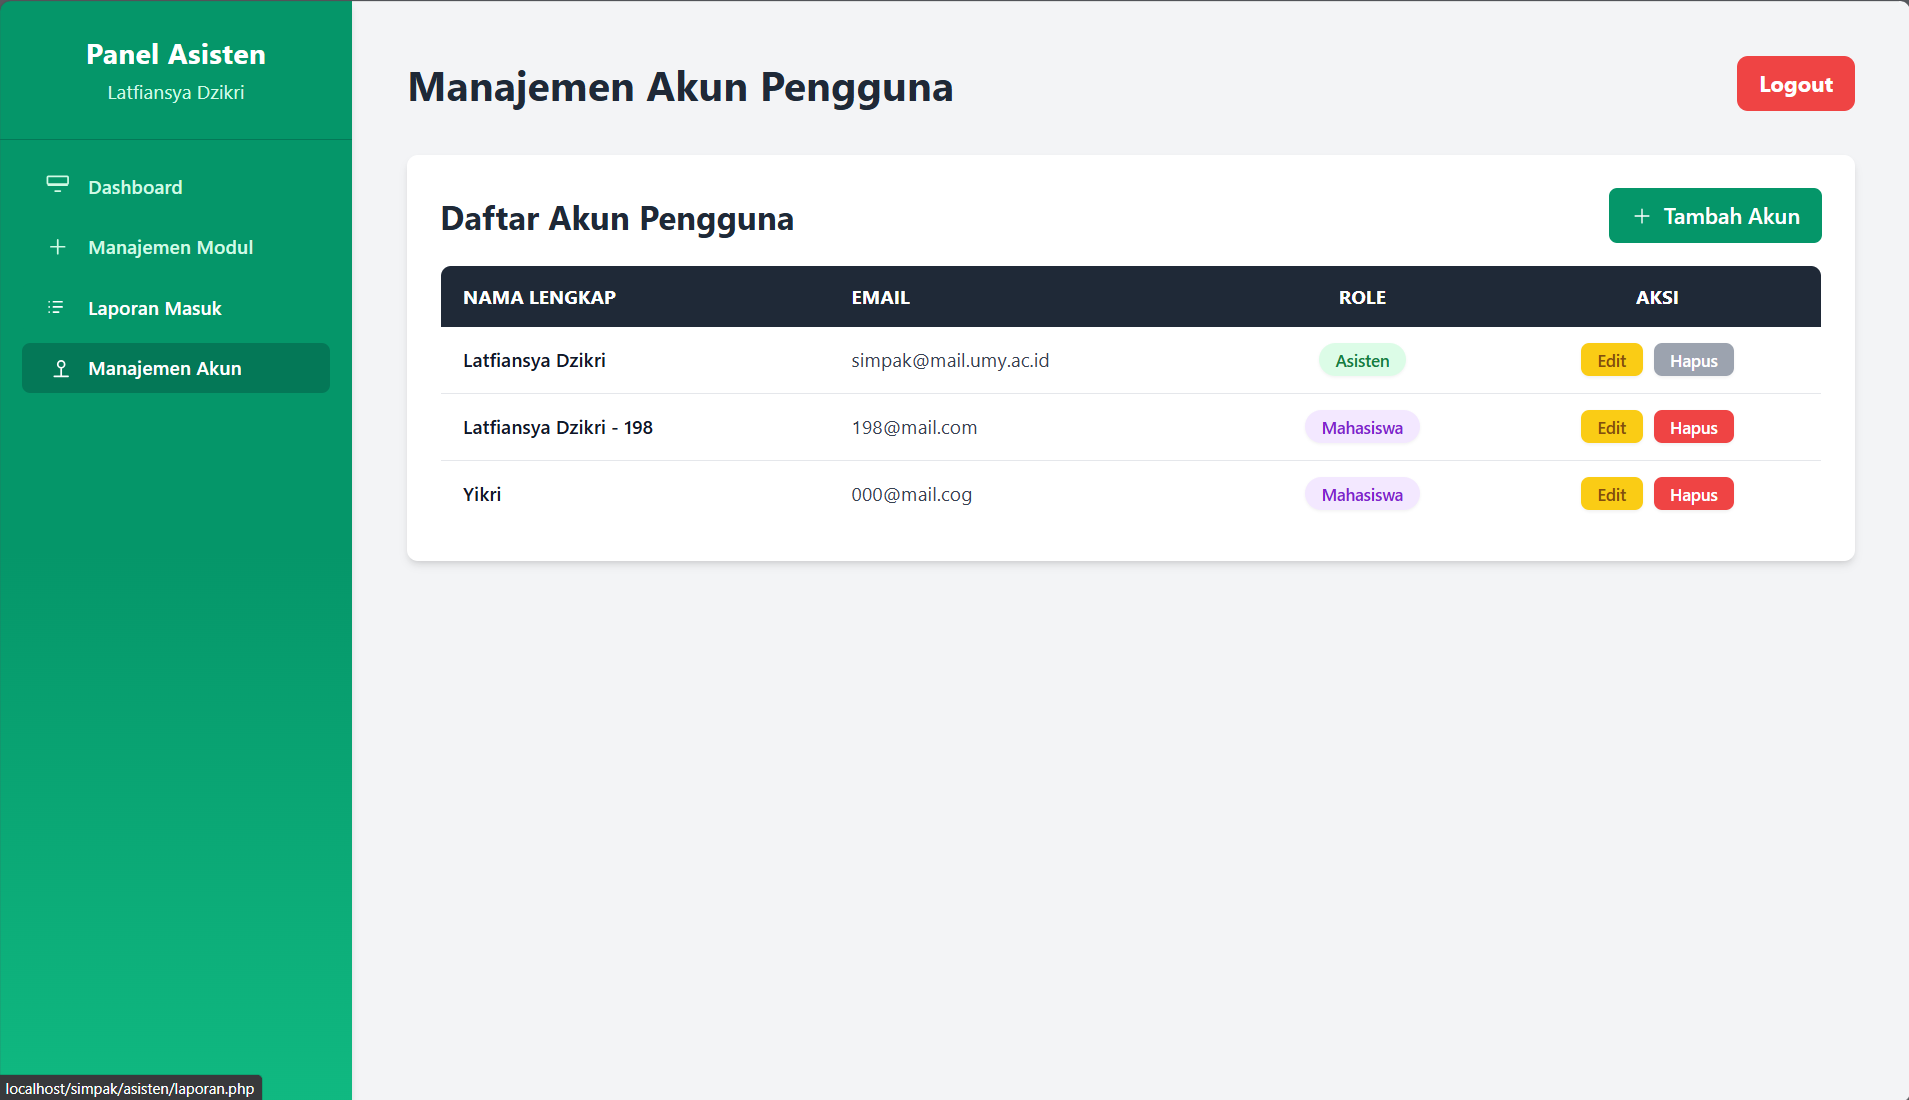 Panel Asisten
Latfiansya Dzikri
Dashboard
Manajemen Modul
Laporan Masuk
Manajemen Akun
Manajemen Akun Pengguna
Logout
Daftar Akun Pengguna
+ Tambah Akun
NAMA LENGKAP EMAIL ROLE AKSI
Latfiansya Dzikri simpak@mail.umy.ac.id Asisten Edit Hapus
Latfiansya Dzikri - 198 198@mail.com Mahasiswa Edit Hapus
Yikri 000@mail.cog Mahasiswa Edit Hapus
localhost/simpak/asisten/laporan.php